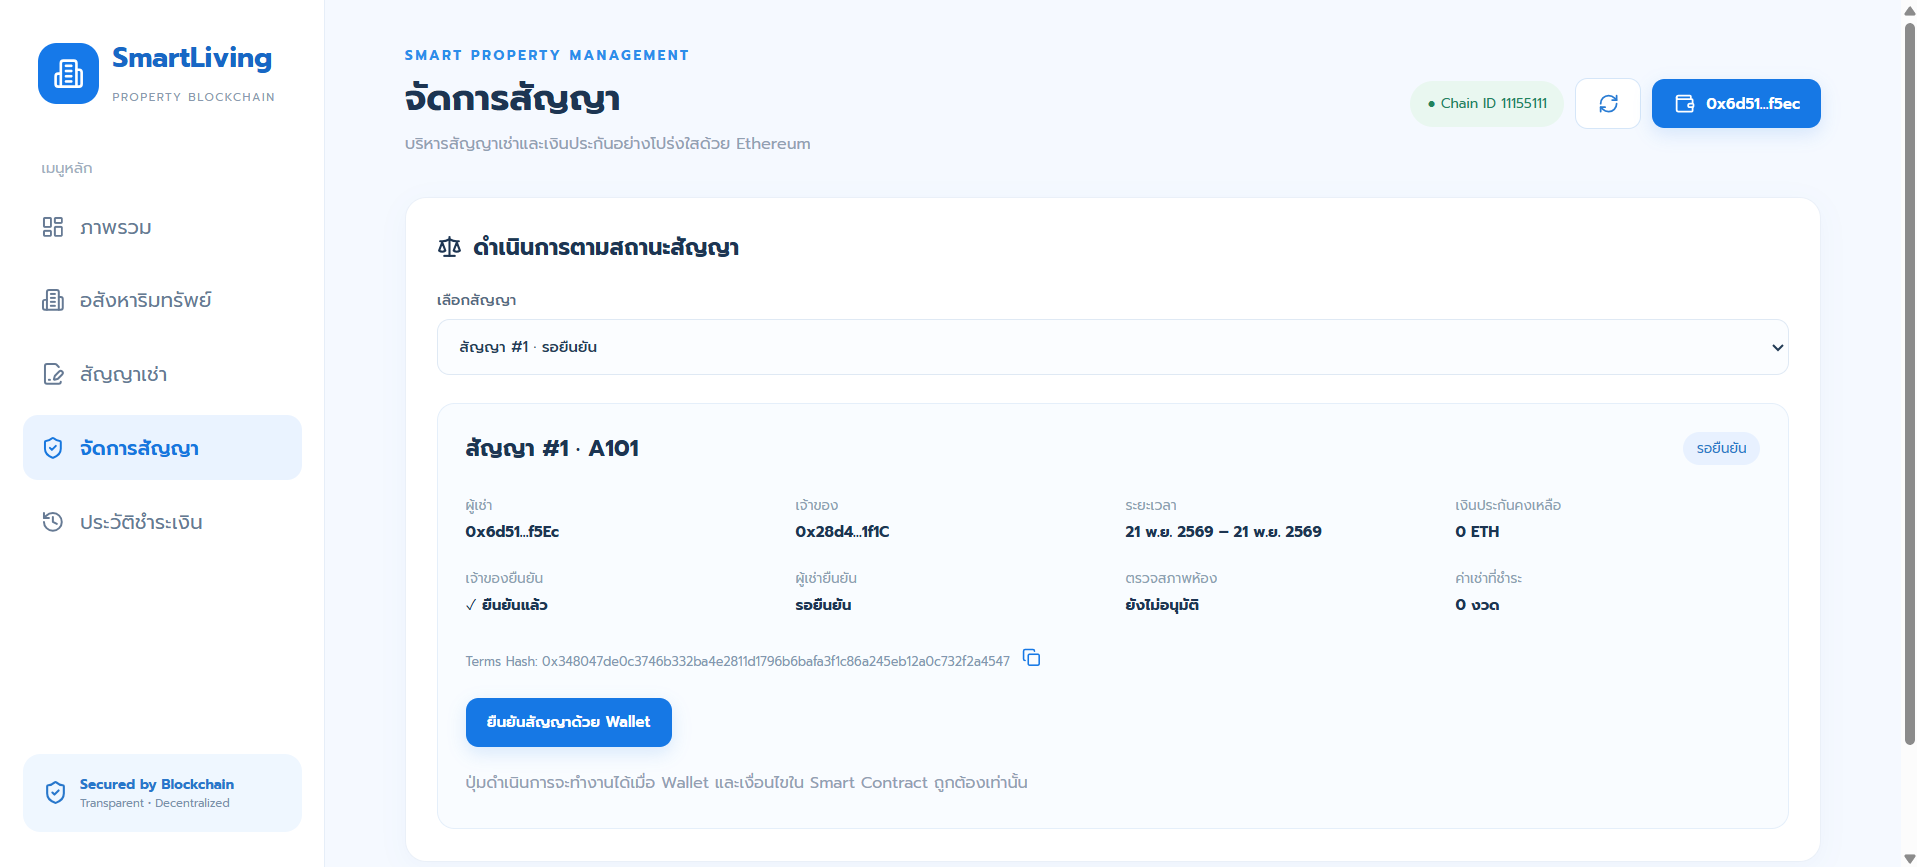 SmartLiving
PROPERTY BLOCKCHAIN
เมนูหลัก
ภาพรวม
อสังหาริมทรัพย์
สัญญาเช่า
จัดการสัญญา
ประวัติชำระเงิน
Secured by Blockchain
Transparent • Decentralized
SMART PROPERTY MANAGEMENT
จัดการสัญญา
บริหารสัญญาเช่าและเงินประกันอย่างโปร่งใสด้วย Ethereum
● Chain ID 11155111
0x6d51...f5ec
ดำเนินการตามสถานะสัญญา
เลือกสัญญา
สัญญา #1 · รอยืนยัน
สัญญา #1 · A101
รอยืนยัน
ผู้เช่า
0x6d51...f5Ec
เจ้าของ
0x28d4...1f1C
ระยะเวลา
21 พ.ย. 2569 – 21 พ.ย. 2569
เงินประกันคงเหลือ
0 ETH
เจ้าของยืนยัน
✓ ยืนยันแล้ว
ผู้เช่ายืนยัน
รอยืนยัน
ตรวจสภาพห้อง
ยังไม่อนุมัติ
ค่าเช่าที่ชำระ
0 งวด
Terms Hash: 0x348047de0c3746b332ba4e2811d1796b6bafa3f1c86a245eb12a0c732f2a4547
ยืนยันสัญญาด้วย Wallet
ปุ่มดำเนินการจะทำงานได้เมื่อ Wallet และเงื่อนไขใน Smart Contract ถูกต้องเท่านั้น